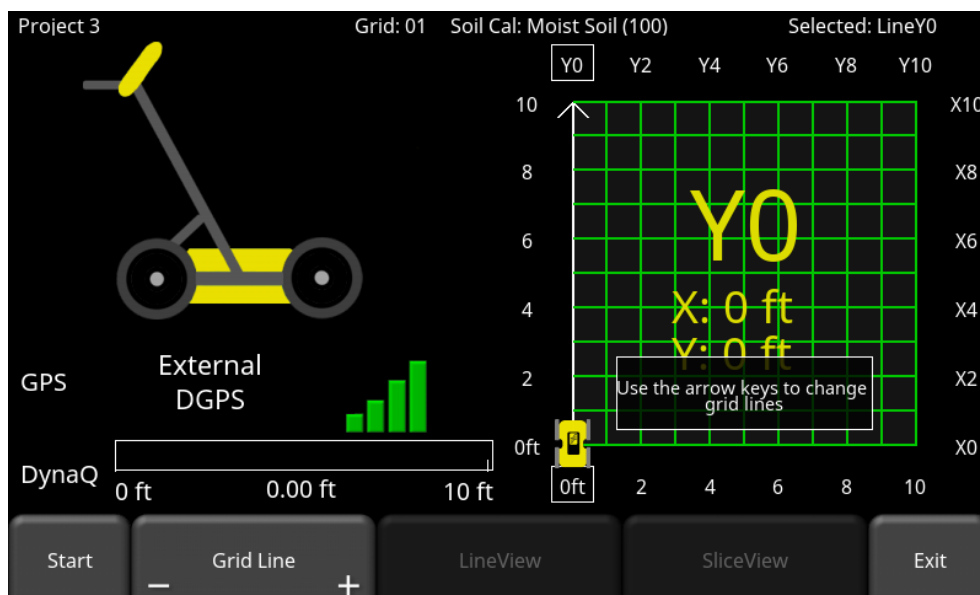 Project 3
Grid: 01
Soil Cal: Moist Soil (100)
Selected: LineY0
Y0 Y2 Y4 Y6 Y8 Y10
10 X10
8 X8
Y0
6 X6
X: 0 ft
4 X4
Y: 0 ft
External
DGPS
GPS
2 X2
Use the arrow keys to change
grid lines
0ft X0
DynaQ
0 ft 0.00 ft 10 ft
0ft 2 4 6 8 10
Start
Grid Line
− +
LineView
SliceView
Exit